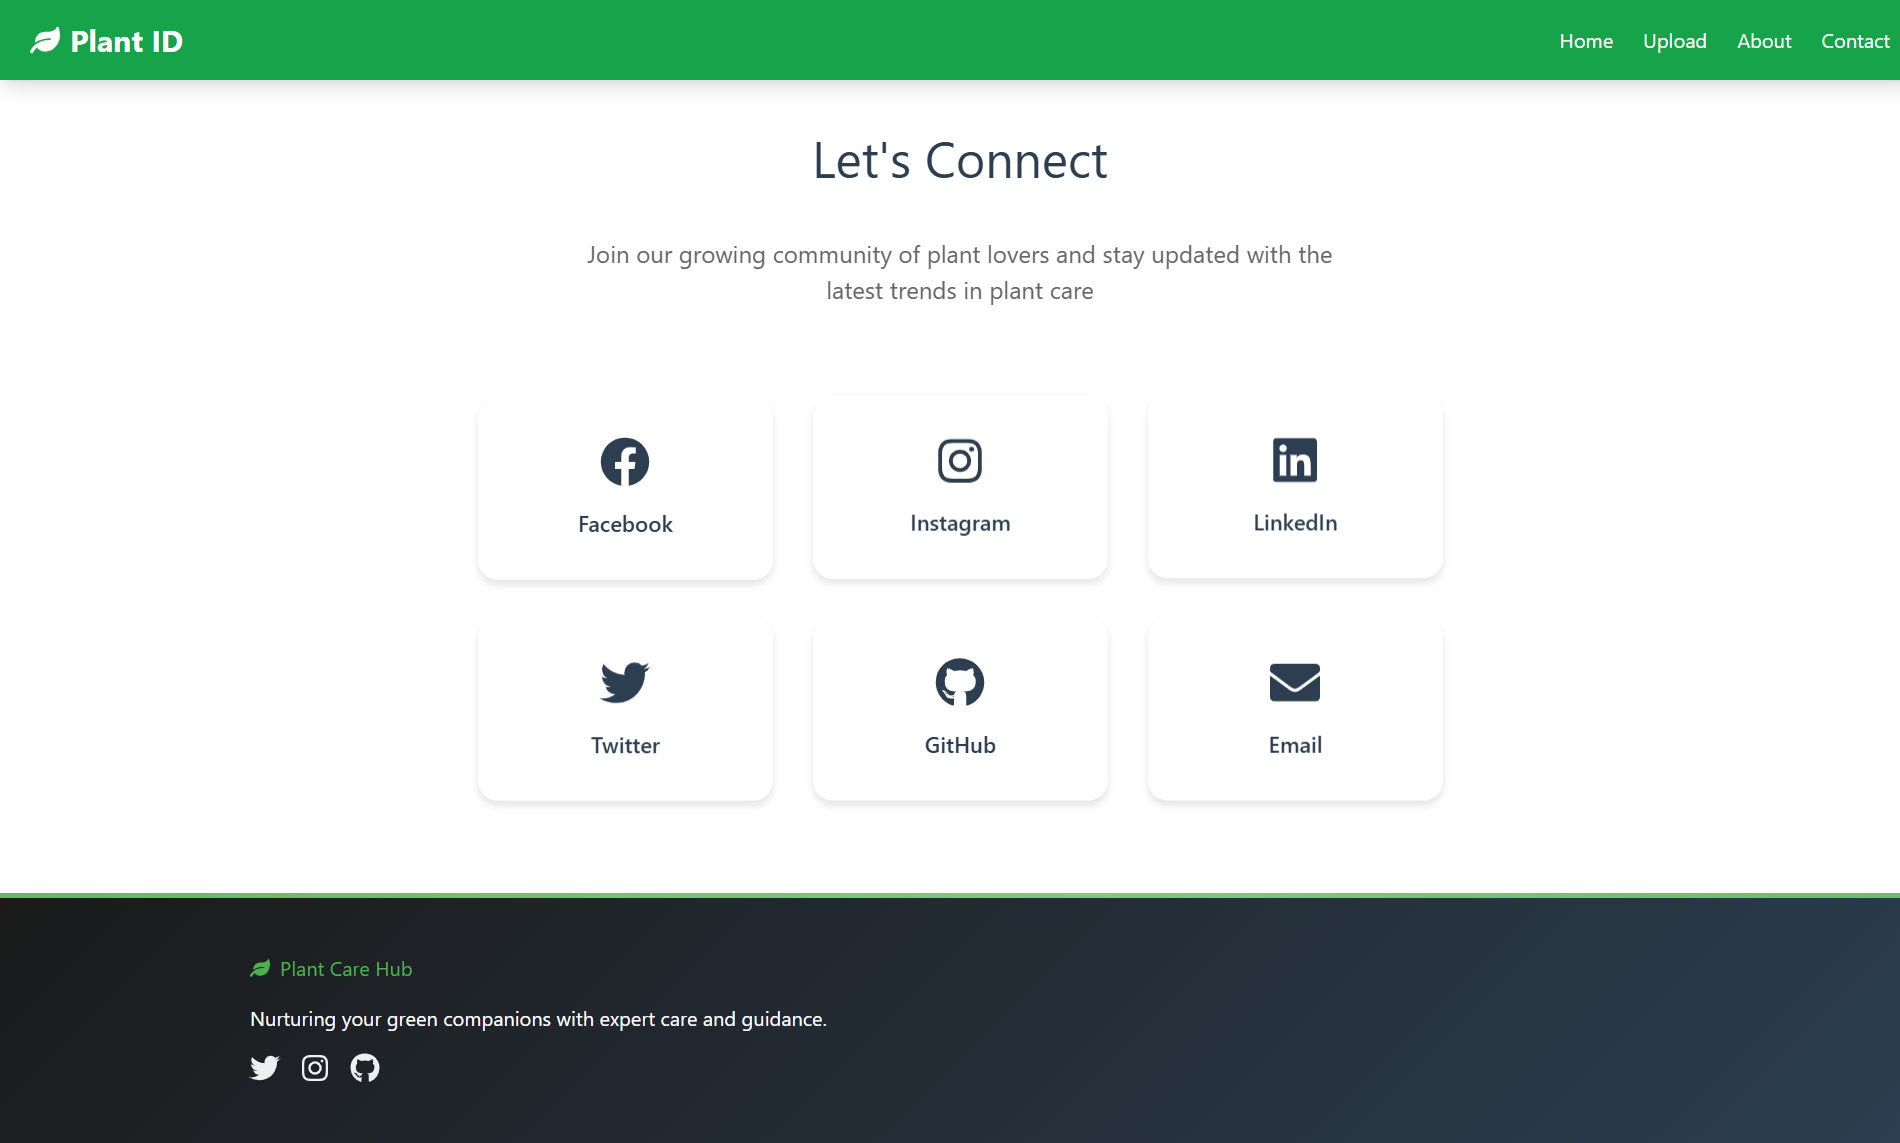 Plant ID
Home Upload About Contact
Let's Connect
Join our growing community of plant lovers and stay updated with the
latest trends in plant care
Facebook
Instagram
LinkedIn
Twitter
GitHub
Email
Plant Care Hub
Nurturing your green companions with expert care and guidance.